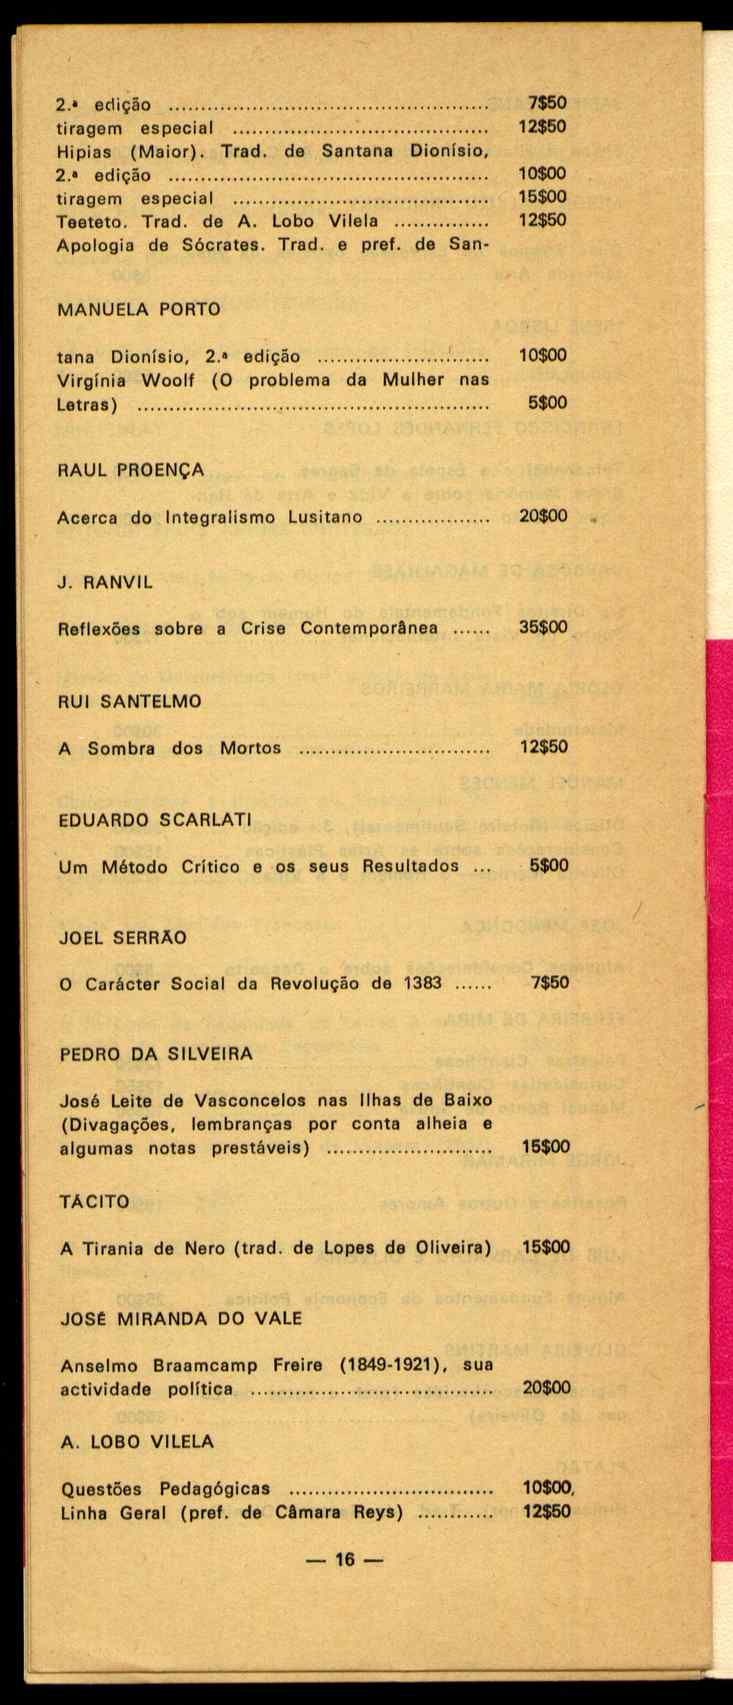 2.ª edição .................................................. 7$50
tiragem especial ........................................ 12$50
Hipias (Maior). Trad. de Santana Dionísio,
2.ª edição .................................................. 10$00
tiragem especial ........................................ 15$00
Teeteto. Trad. de A. Lobo Vilela ............... 12$50
Apologia de Sócrates. Trad. e pref. de San-
MANUELA PORTO
tana Dionísio, 2.ª edição ........................... 10$00
Virgínia Woolf (O problema da Mulher nas
Letras) ....................................................... 5$00
RAUL PROENÇA
Acerca do Integralismo Lusitano .................. 20$00
J. RANVIL
Reflexões sobre a Crise Contemporânea ...... 35$00
RUI SANTELMO
A Sombra dos Mortos .............................. 12$50
EDUARDO SCARLATI
Um Método Crítico e os seus Resultados ... 5$00
JOEL SERRÃO
O Carácter Social da Revolução de 1383 ...... 7$50
PEDRO DA SILVEIRA
José Leite de Vasconcelos nas Ilhas de Baixo
(Divagações, lembranças por conta alheia e
algumas notas prestáveis) .......................... 15$00
TÁCITO
A Tirania de Nero (trad. de Lopes de Oliveira) 15$00
JOSÉ MIRANDA DO VALE
Anselmo Braamcamp Freire (1849-1921), sua
actividade política ...................................... 20$00
A. LOBO VILELA
Questões Pedagógicas ................................ 10$00,
Linha Geral (pref. de Câmara Reys) ............ 12$50
— 16 —